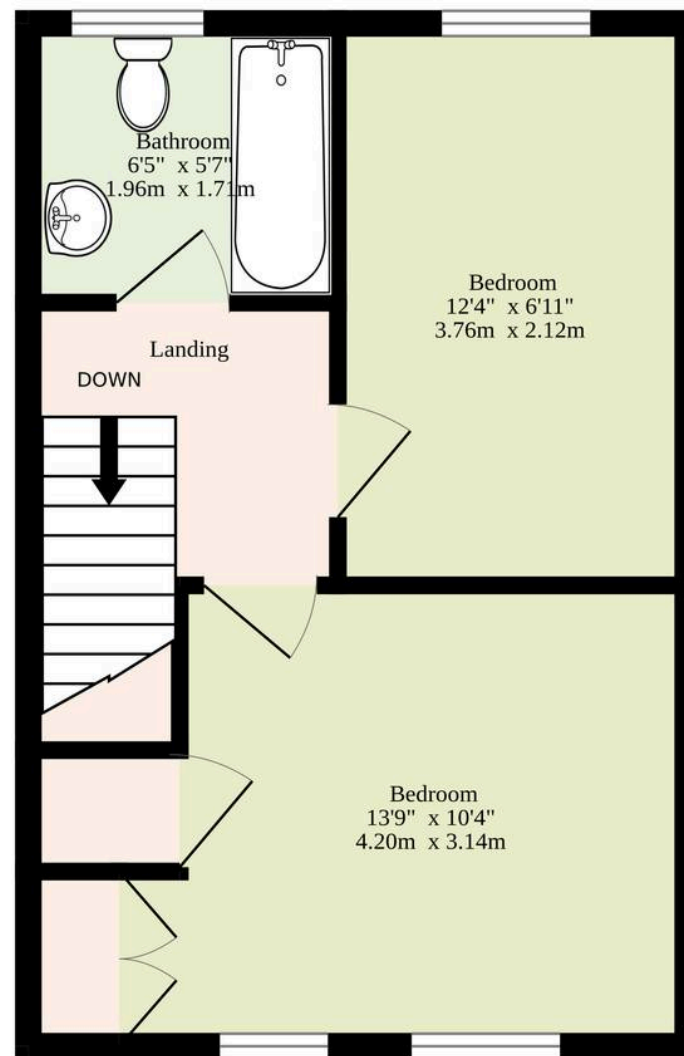 Bathroom
6'5" x 5'7"
1.96m x 1.71m
Landing
DOWN
Bedroom
12'4" x 6'11"
3.76m x 2.12m
Bedroom
13'9" x 10'4"
4.20m x 3.14m